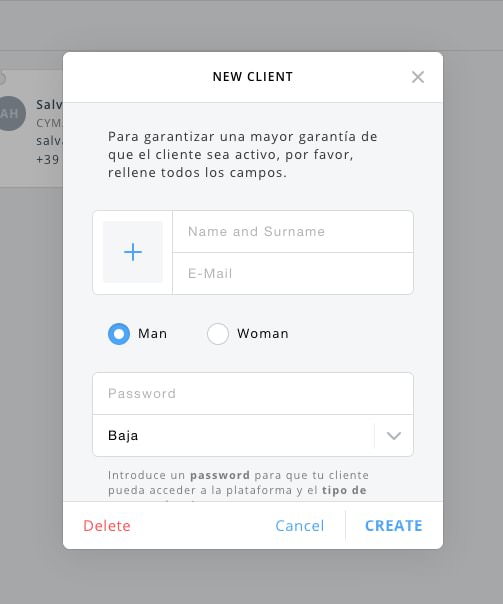 NEW CLIENT
AH
Salv
CYM
salv
+39
Para garantizar una mayor garantía de
que el cliente sea activo, por favor,
rellene todos los campos.
Name and Surname
E-Mail
Man
Woman
Password
Baja
Introduce un password para que tu cliente
pueda acceder a la plataforma y el tipo de
Delete
Cancel
CREATE